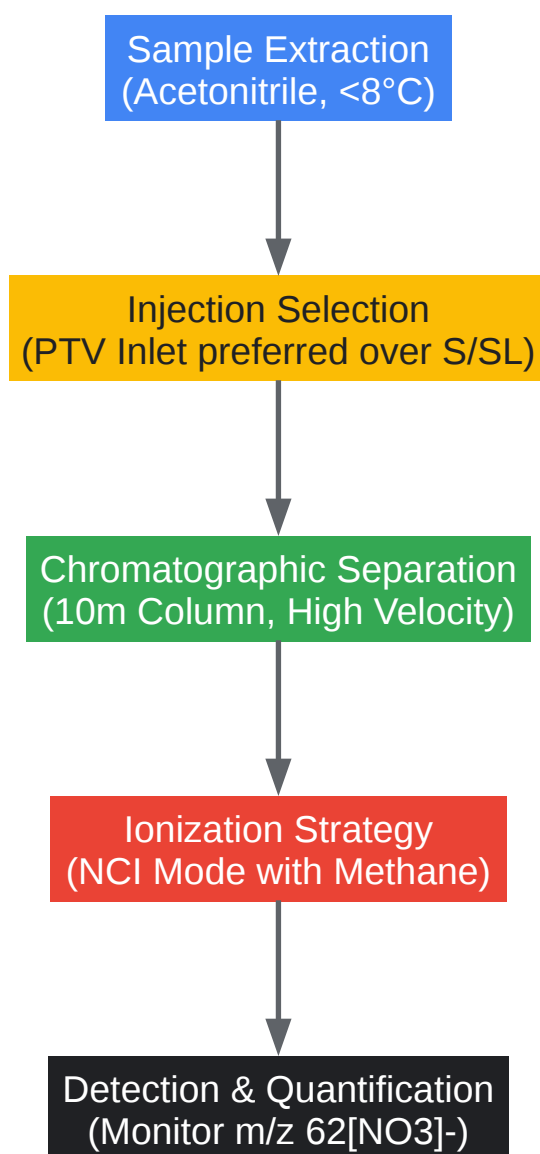 Sample Extraction
(Acetonitrile, <8°C)
Injection Selection
(PTV Inlet preferred over S/SL)
Chromatographic Separation
(10m Column, High Velocity)
Ionization Strategy
(NCI Mode with Methane)
Detection & Quantification
(Monitor m/z 62[NO3]-)